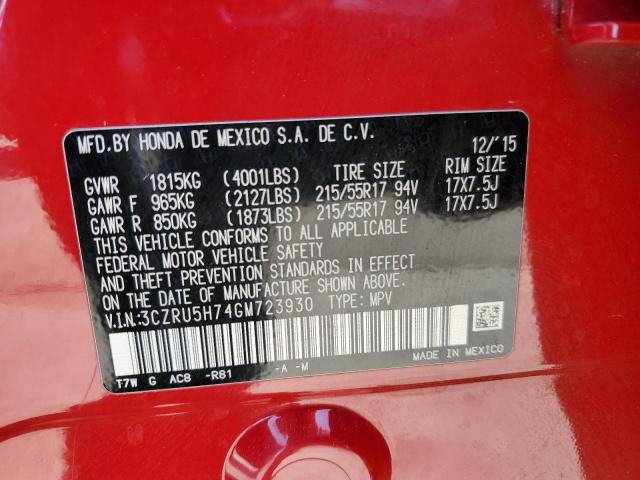 MFD.BY HONDA DE MEXICO S.A. DE C.V. 12/'15
GVWR 1815KG (4001LBS) TIRE SIZE RIM SIZE
GAWR F 965KG (2127LBS) 215/55R17 94V 17X7.5J
GAWR R 850KG (1873LBS) 215/55R17 94V 17X7.5J
THIS VEHICLE CONFORMS TO ALL APPLICABLE
FEDERAL MOTOR VEHICLE SAFETY
AND THEFT PREVENTION STANDARDS IN EFFECT
ON THE DATE OF MANUFACTURE SHOWN ABOVE.
V.I.N:3CZRU5H74GM723930 TYPE: MPV
MADE IN MEXICO
T7W G AC8 -R81 -A -M